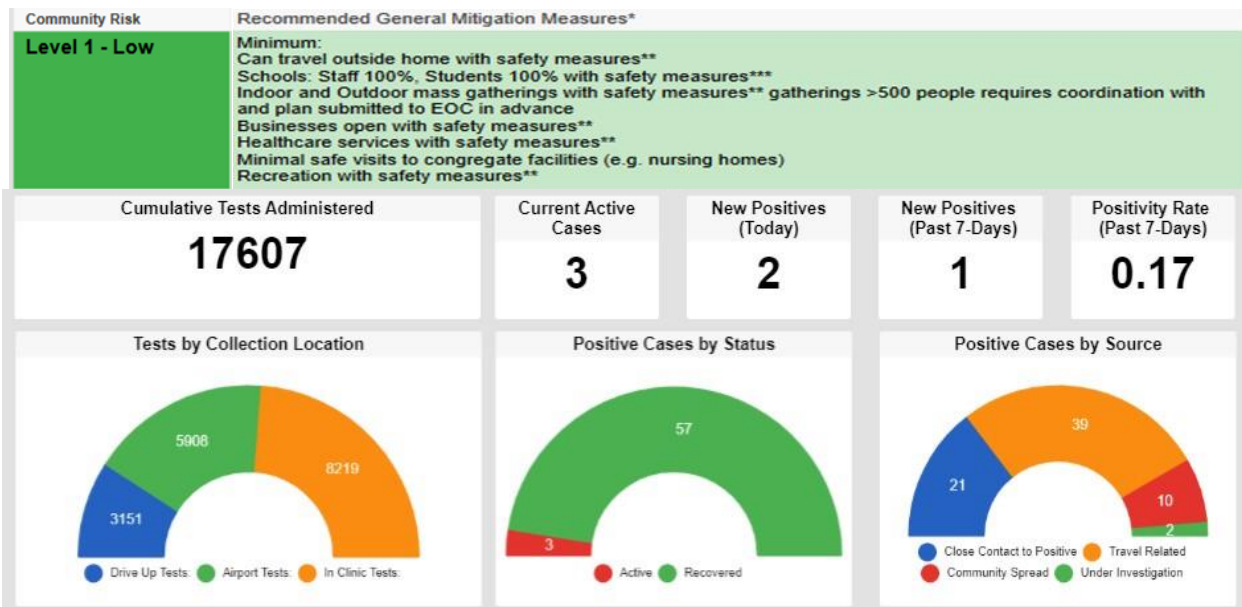 Community Risk
Recommended General Mitigation Measures*
Level 1 - Low
Minimum:
Can travel outside home with safety measures**
Schools: Staff 100%, Students 100% with safety measures***
Indoor and Outdoor mass gatherings with safety measures** gatherings >500 people requires coordination with
and plan submitted to EOC in advance
Businesses open with safety measures**
Healthcare services with safety measures**
Minimal safe visits to congregate facilities (e.g. nursing homes)
Recreation with safety measures**
Cumulative Tests Administered
17607
Current Active
Cases
3
New Positives
(Today)
2
New Positives
(Past 7-Days)
1
Positivity Rate
(Past 7-Days)
0.17
Tests by Collection Location
3151
5908
8219
Drive Up Tests: Airport Tests: In Clinic Tests:
Positive Cases by Status
57
3
Active Recovered
Positive Cases by Source
21
39
10
2
Close Contact to Positive Travel Related
Community Spread Under Investigation